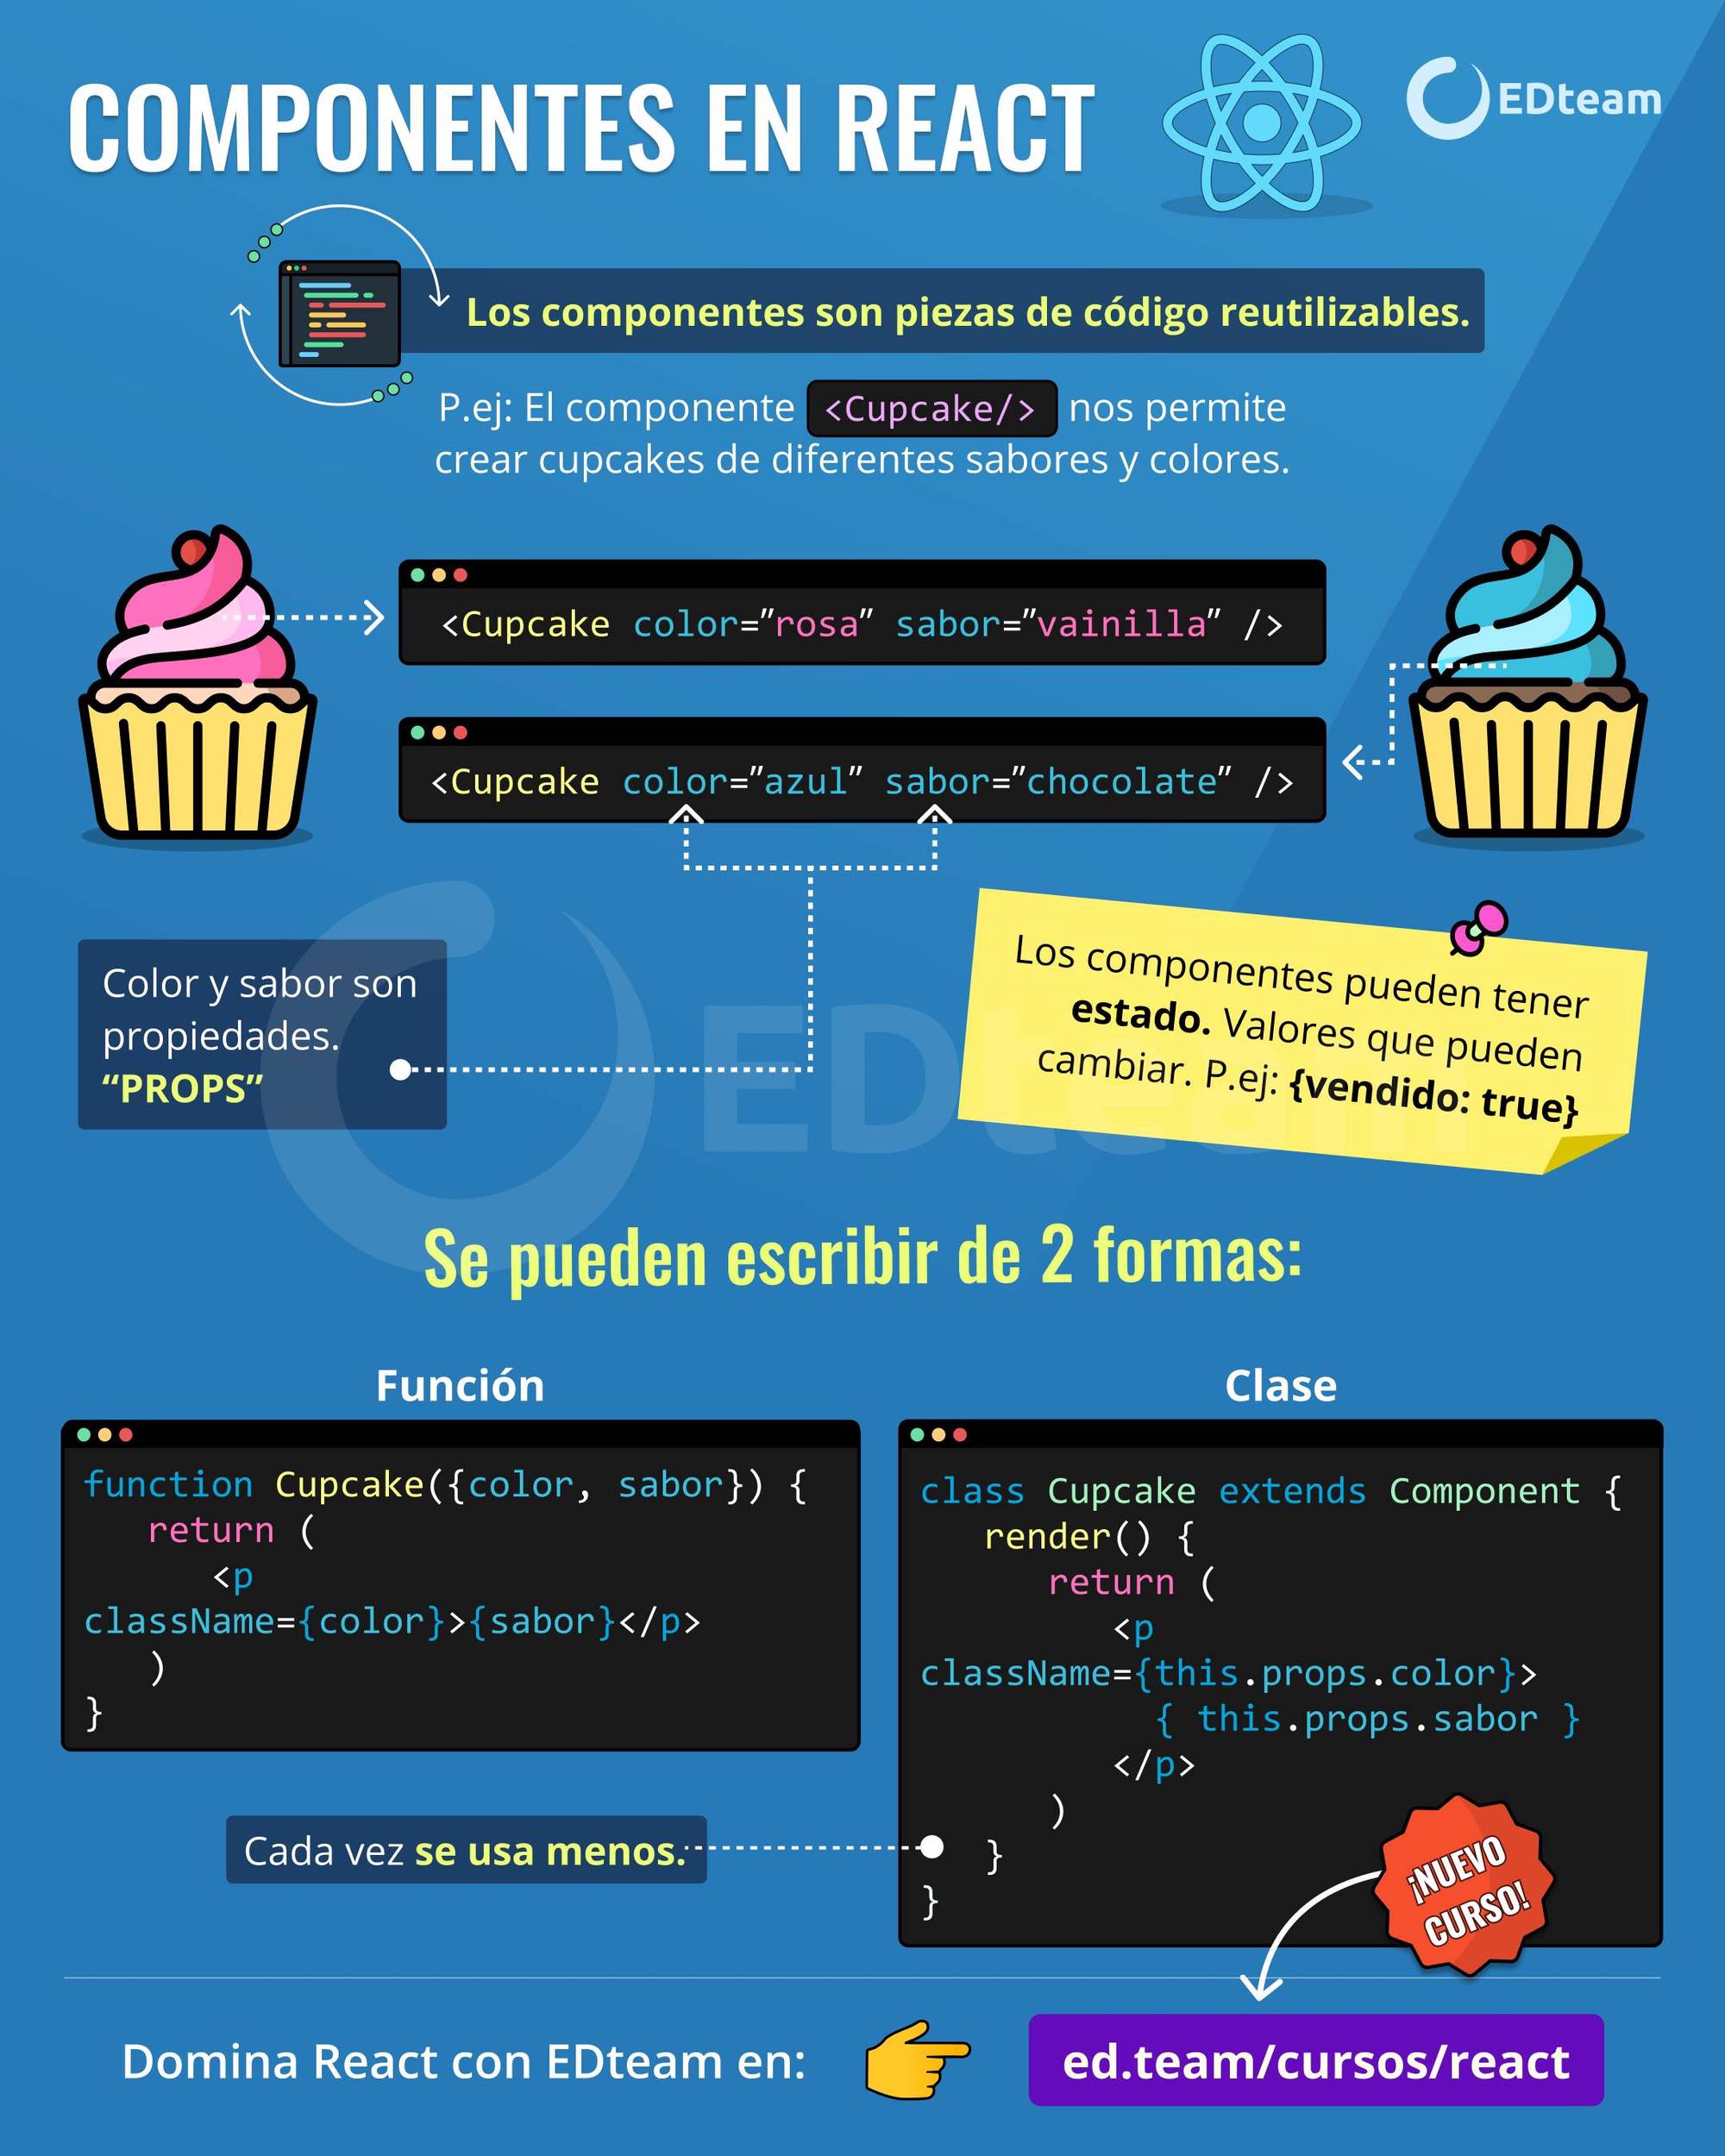 COMPONENTES EN REACT
EDteam
Los componentes son piezas de código reutilizables.
P.ej: El componente <Cupcake/> nos permite
crear cupcakes de diferentes sabores y colores.
<Cupcake color=”rosa” sabor=”vainilla” />
<Cupcake color=”azul” sabor=”chocolate” />
Color y sabor son
propiedades.
“PROPS”
Los componentes pueden tener
estado. Valores que pueden
cambiar. P.ej: {vendido: true}
EDteam
Se pueden escribir de 2 formas:
Función
function Cupcake({color, sabor}) {
return (
<p
className={color}>{sabor}</p>
)
}
Clase
class Cupcake extends Component {
render() {
return (
<p
className={this.props.color}>
{ this.props.sabor }
</p>
)
}
}
Cada vez se usa menos.
¡NUEVO
CURSO!
Domina React con EDteam en:
ed.team/cursos/react